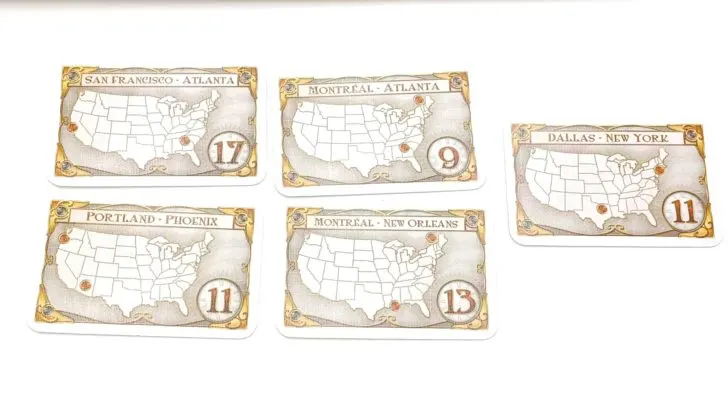 SAN FRANCISCO - ATLANTA
17
MONTRÉAL - ATLANTA
9
DALLAS - NEW YORK
11
PORTLAND - PHOENIX
11
MONTRÉAL - NEW ORLEANS
13